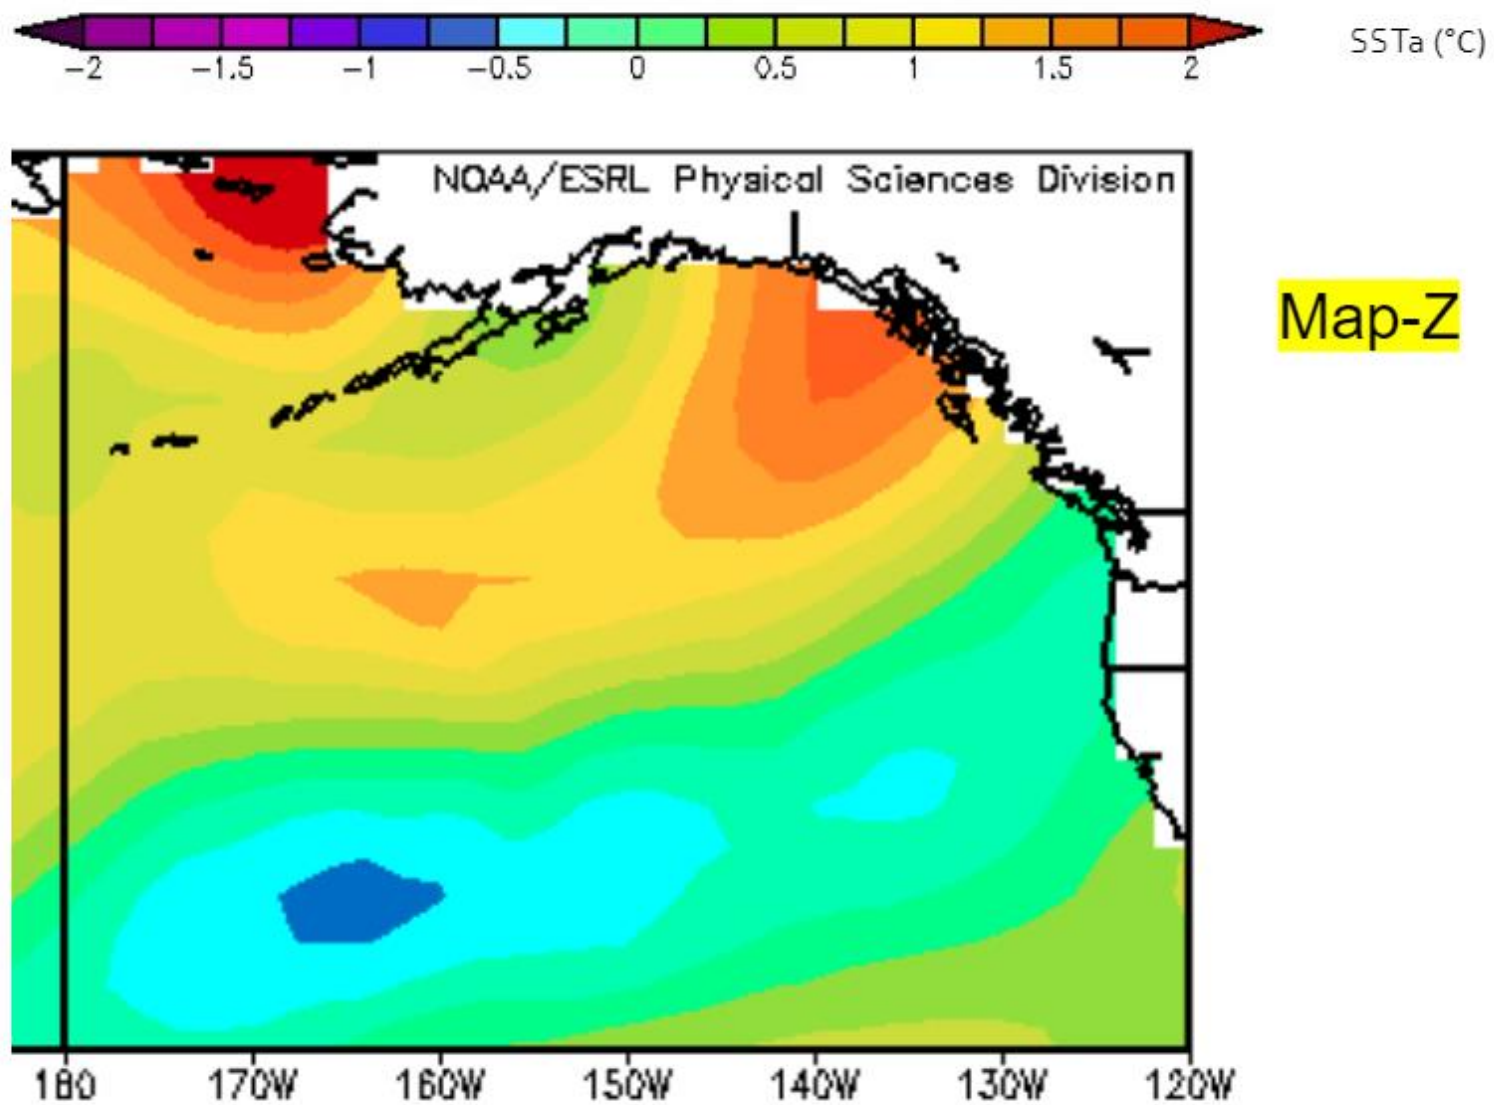 -2 -1.5 -1 -0.5 0 0.5 1 1.5 2
SSTa (°C)
NOAA/ESRL Physical Sciences Division
Map-Z
180 170W 160W 150W 140W 130W 120W